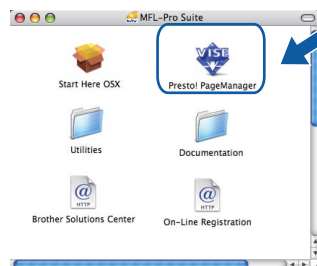 MFL-Pro Suite
VISE
Start Here OSX
Presto! PageManager
Utilities
Documentation
@
HTTP
@
HTTP
Brother Solutions Center
On-Line Registration